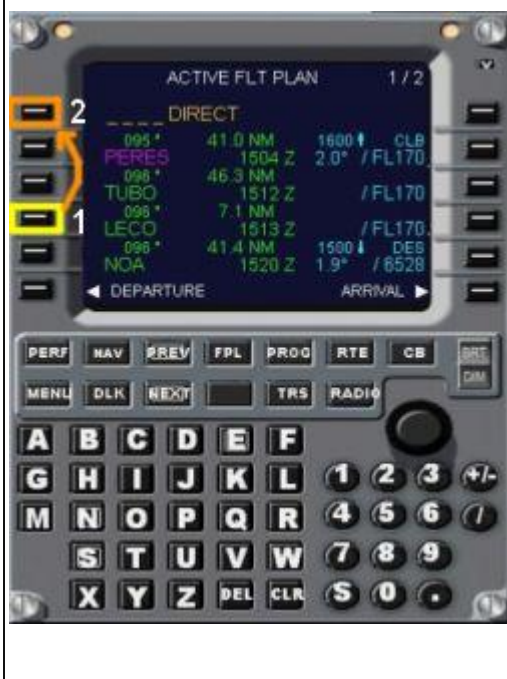 ACTIVE FLT PLAN 1/2
2 _ _ _ _ DIRECT
095° 41.0 NM 1600 CLB
PERES 1504 Z 2.0° /FL170
098° 46.3 NM
TUBO 1512 Z /FL170
098° 7.1 NM
1 LECO 1513 Z /FL170
098° 41.4 NM 1500 DES
NOA 1520 Z 1.9° / 6528
◀ DEPARTURE ARRIVAL ▶
PERF NAV PREV FPL PROG RTE CB BRT
DIM
MENU DLK NEXT TRS RADIO
A B C D E F
G H I J K L 1 2 3 +/-
M N O P Q R 4 5 6 /
S T U V W 7 8 9
X Y Z DEL CLR S 0 .